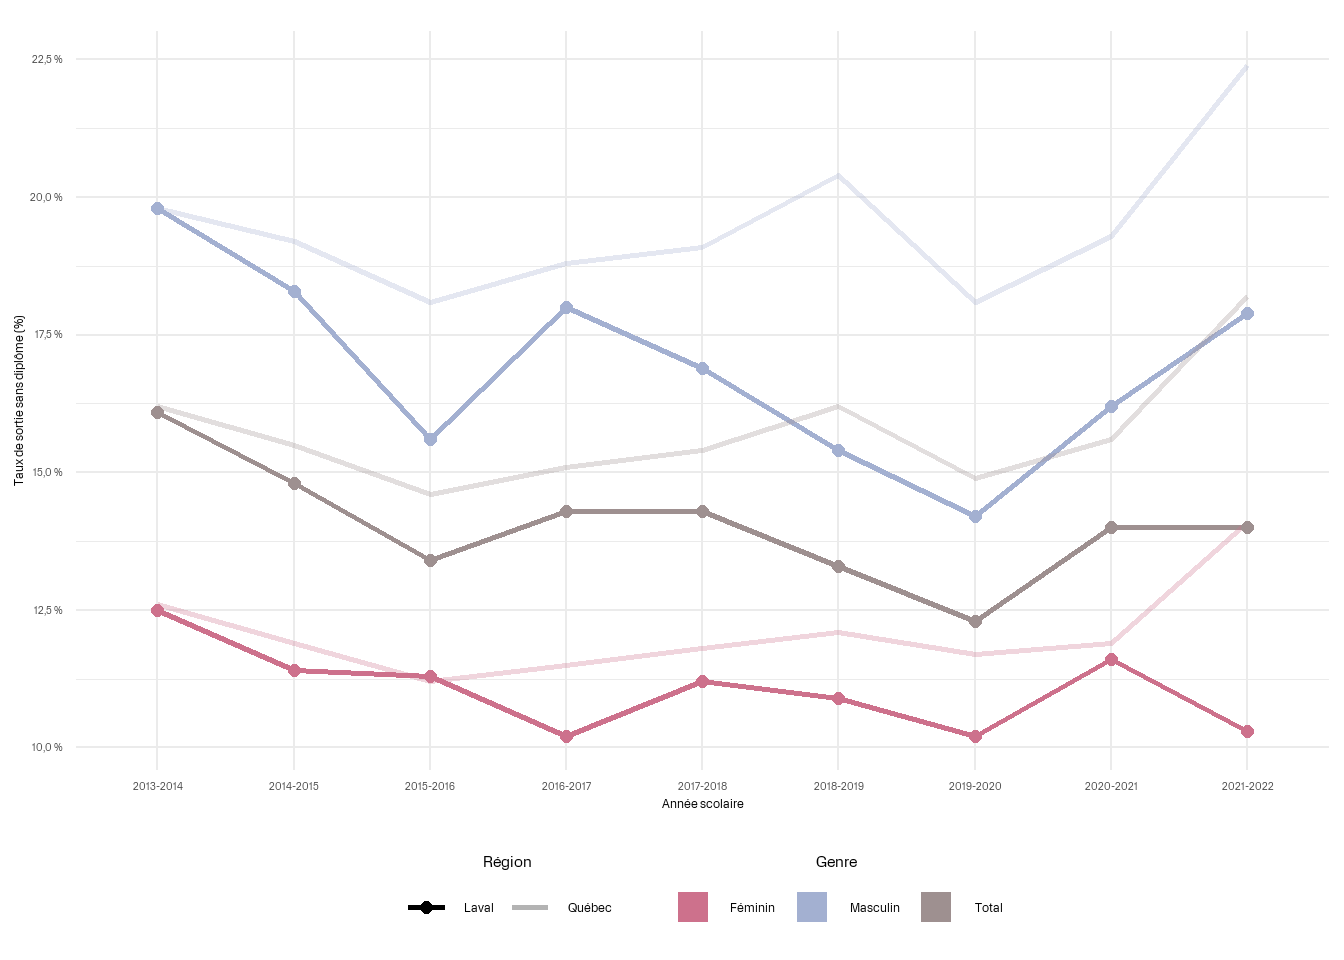 22,5 %
20,0 %
17,5 %
15,0 %
12,5 %
10,0 %
Taux de sortie sans diplôme (%)
2013-2014 2014-2015 2015-2016 2016-2017 2017-2018 2018-2019 2019-2020 2020-2021 2021-2022
Année scolaire
Région Genre
Laval Québec Féminin Masculin Total